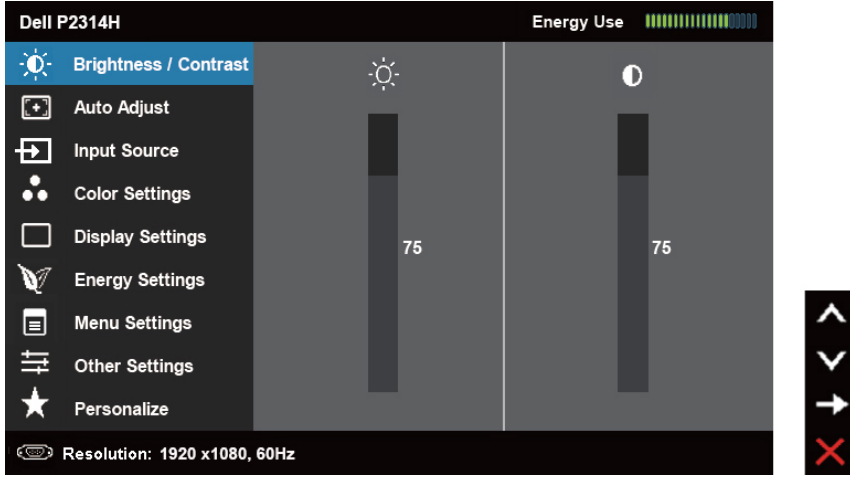 Dell P2314H Energy Use
Brightness / Contrast
Auto Adjust
Input Source
Color Settings
Display Settings
75 75
Energy Settings
Menu Settings
Other Settings
Personalize
Resolution: 1920 x1080, 60Hz